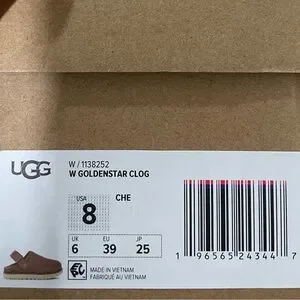 UGG
W / 1138252
W GOLDENSTAR CLOG
USA
8
CHE
UK EU JP
6 39 25
MADE IN VIETNAM
FABRIQUÉ AU VIETNAM
1 96565 24344 7